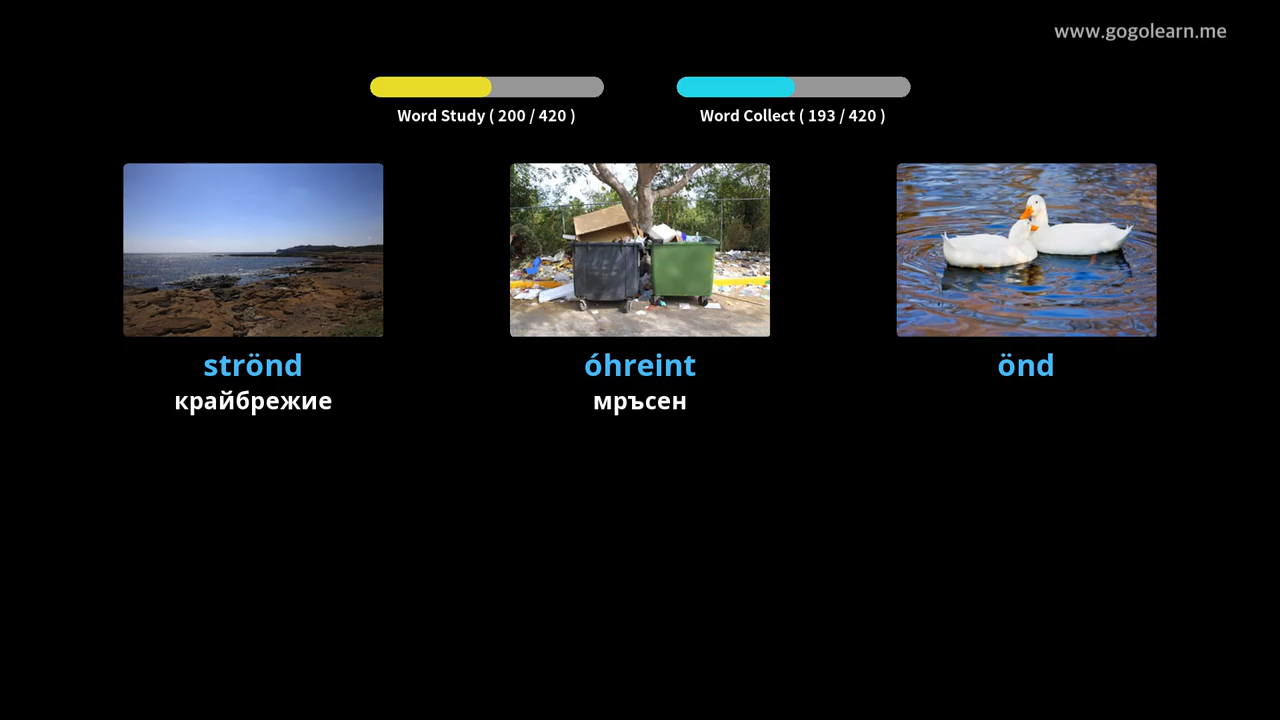 www.gogolearn.me
Word Study ( 200 / 420 )
Word Collect ( 193 / 420 )
strönd
óhreint
önd
крайбрежие
мръсен